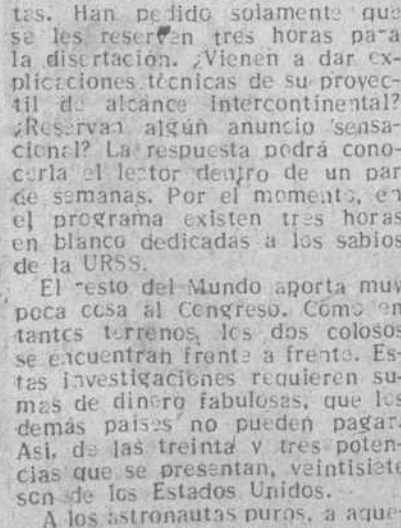 tas. Han pedido solamente que
se les reserven tres horas para
la disertación. ¿Vienen a dar ex-
plicaciones técnicas de su proyec-
til de alcance intercontinental?
¿Reservan algún anuncio sensa-
cional? La respuesta podrá cono-
cerla el lector dentro de un par
de semanas. Por el momento, en
el programa existen tres horas
en blanco dedicadas a los sabios
de la URSS.
El resto del Mundo aporta muy
poca cosa al Congreso. Como en
tantos terrenos, los dos colosos
se encuentran frente a frente. Es-
tas investigaciones requieren su-
mas de dinero fabulosas, que los
demás países no pueden pagar.
Así, de las treinta y tres poten-
cias que se presentan, veintisiete
son de los Estados Unidos.
A los astronautas puros, a aque-